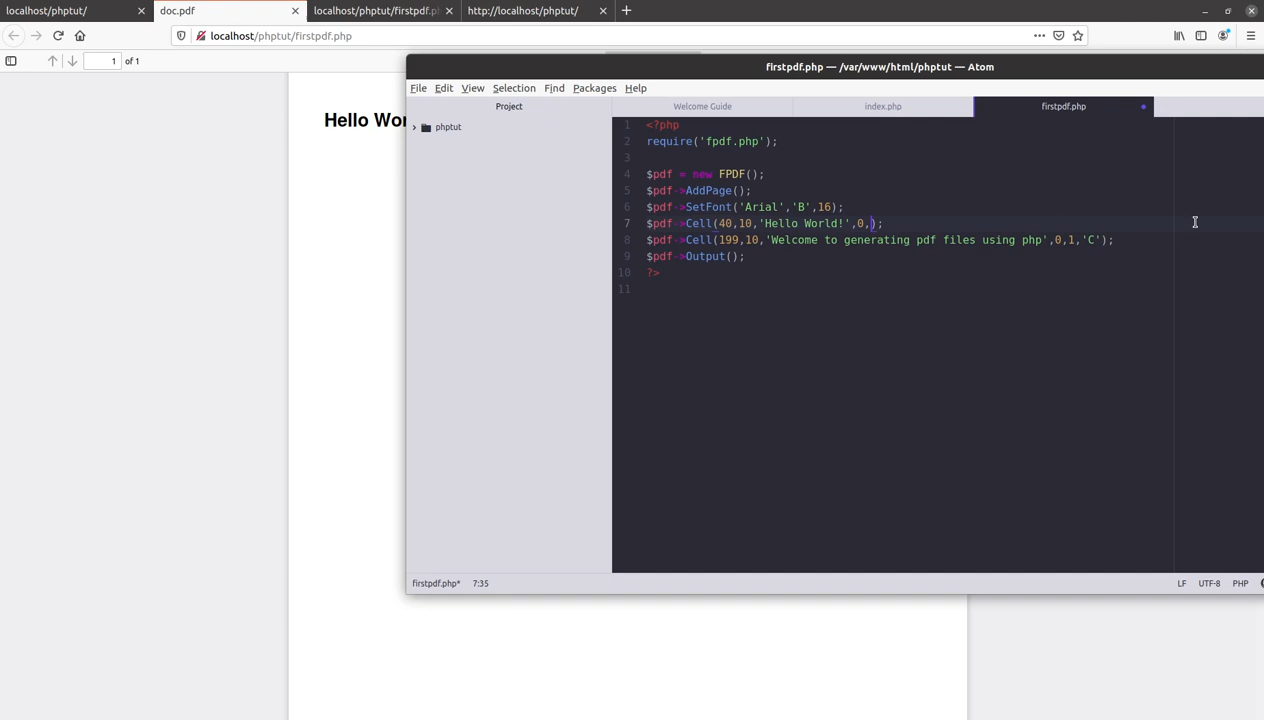 localhost/phptut/
doc.pdf
localhost/phptut/firstpdf.ph
http://localhost/phptut/
localhost/phptut/firstpdf.php
1 of 1
Hello Wor
firstpdf.php — /var/www/html/phptut — Atom
File Edit View Selection Find Packages Help
Project
Welcome Guide
index.php
firstpdf.php
phptut
1 <?php
2 require('fpdf.php');
3
4 $pdf = new FPDF();
5 $pdf->AddPage();
6 $pdf->SetFont('Arial','B',16);
7 $pdf->Cell(40,10,'Hello World!',0,);
8 $pdf->Cell(199,10,'Welcome to generating pdf files using php',0,1,'C');
9 $pdf->Output();
10 ?>
11
firstpdf.php* 7:35
LF UTF-8 PHP